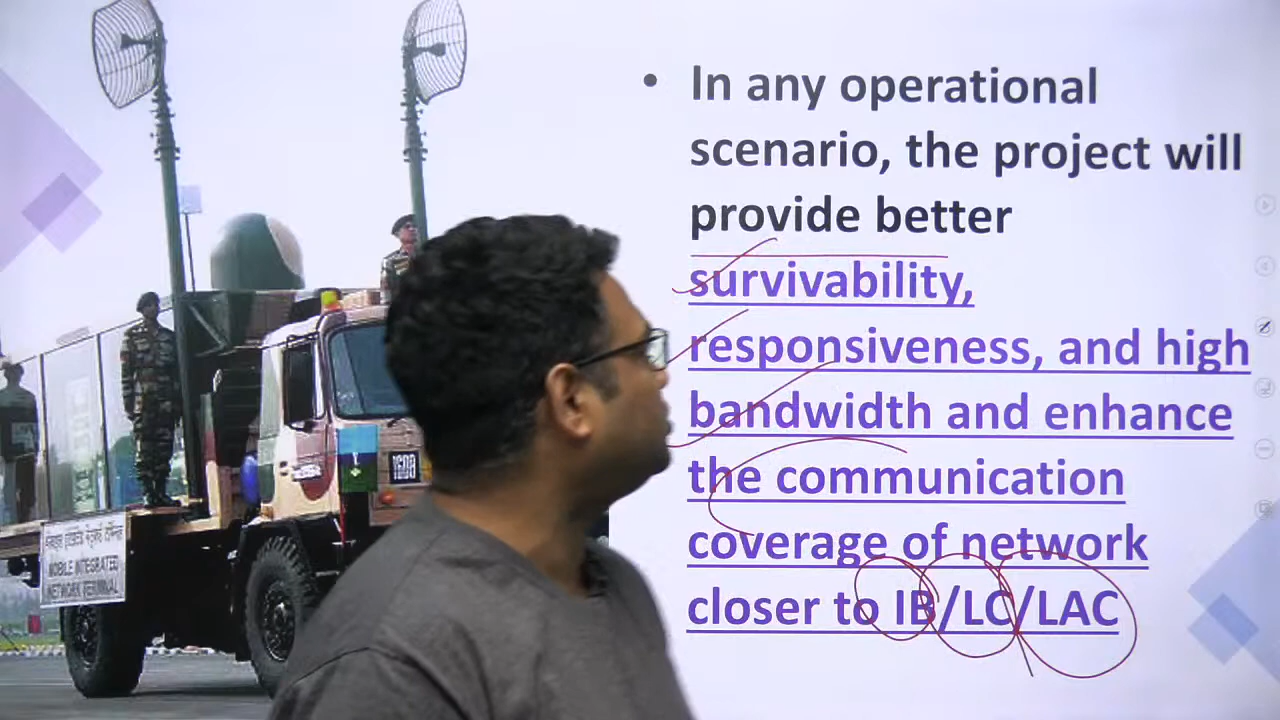 In any operational
scenario, the project will
provide better
survivability,
responsiveness, and high
bandwidth and enhance
the communication
coverage of network
closer to IB/LC/LAC
MOBILE INTEGRATED
NETWORK TERMINAL